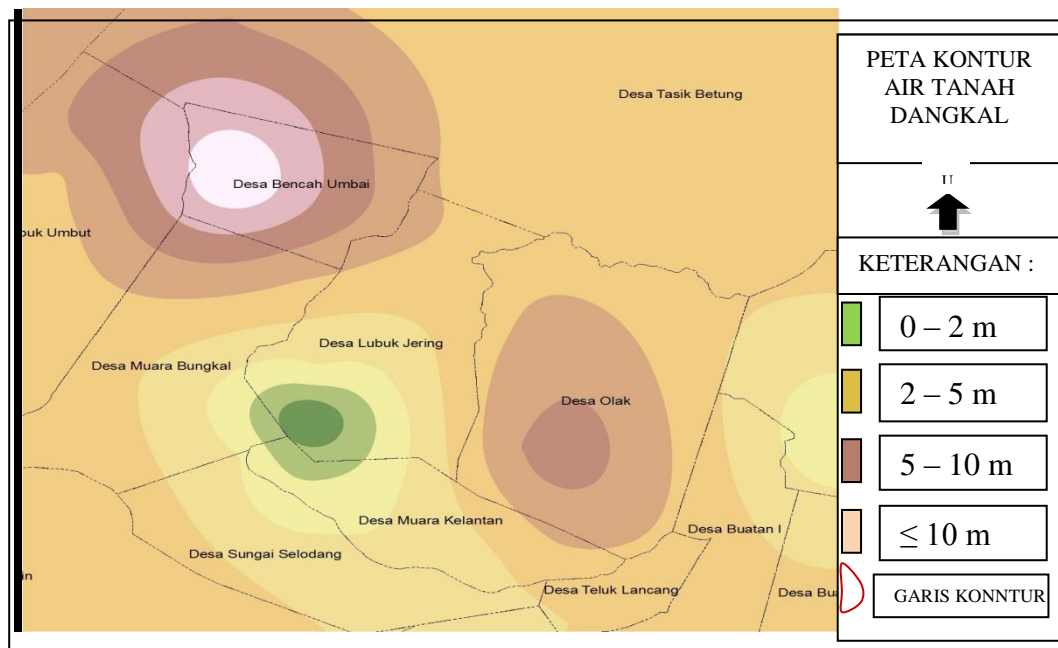 PETA KONTUR
AIR TANAH
DANGKAL
U
KETERANGAN :
0 – 2 m
2 – 5 m
5 – 10 m
≤ 10 m
GARIS KONNTUR
Desa Tasik Betung
Desa Bencah Umbai
Umbut
Desa Lubuk Jering
Desa Muara Bungkal
Desa Olak
Desa Muara Kelantan
Desa Buatan I
Desa Sungai Selodang
in
Desa Teluk Lancang
Desa Bua